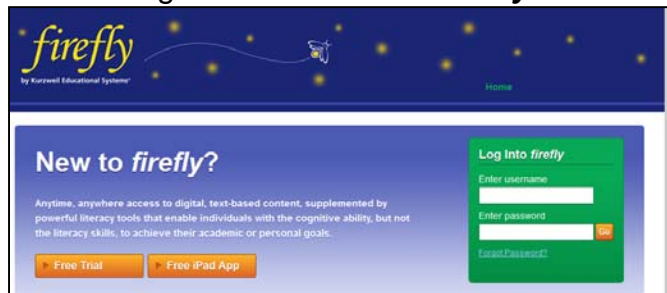 firefly
by Kurzweil Educational Systems®
Home
New to firefly?
Anytime, anywhere access to digital, text-based content, supplemented by
powerful literacy tools that enable individuals with the cognitive ability, but not
the literacy skills, to achieve their academic or personal goals.
Free Trial
Free iPad App
Log Into firefly
Enter username
Enter password
Go
Forgot Password?